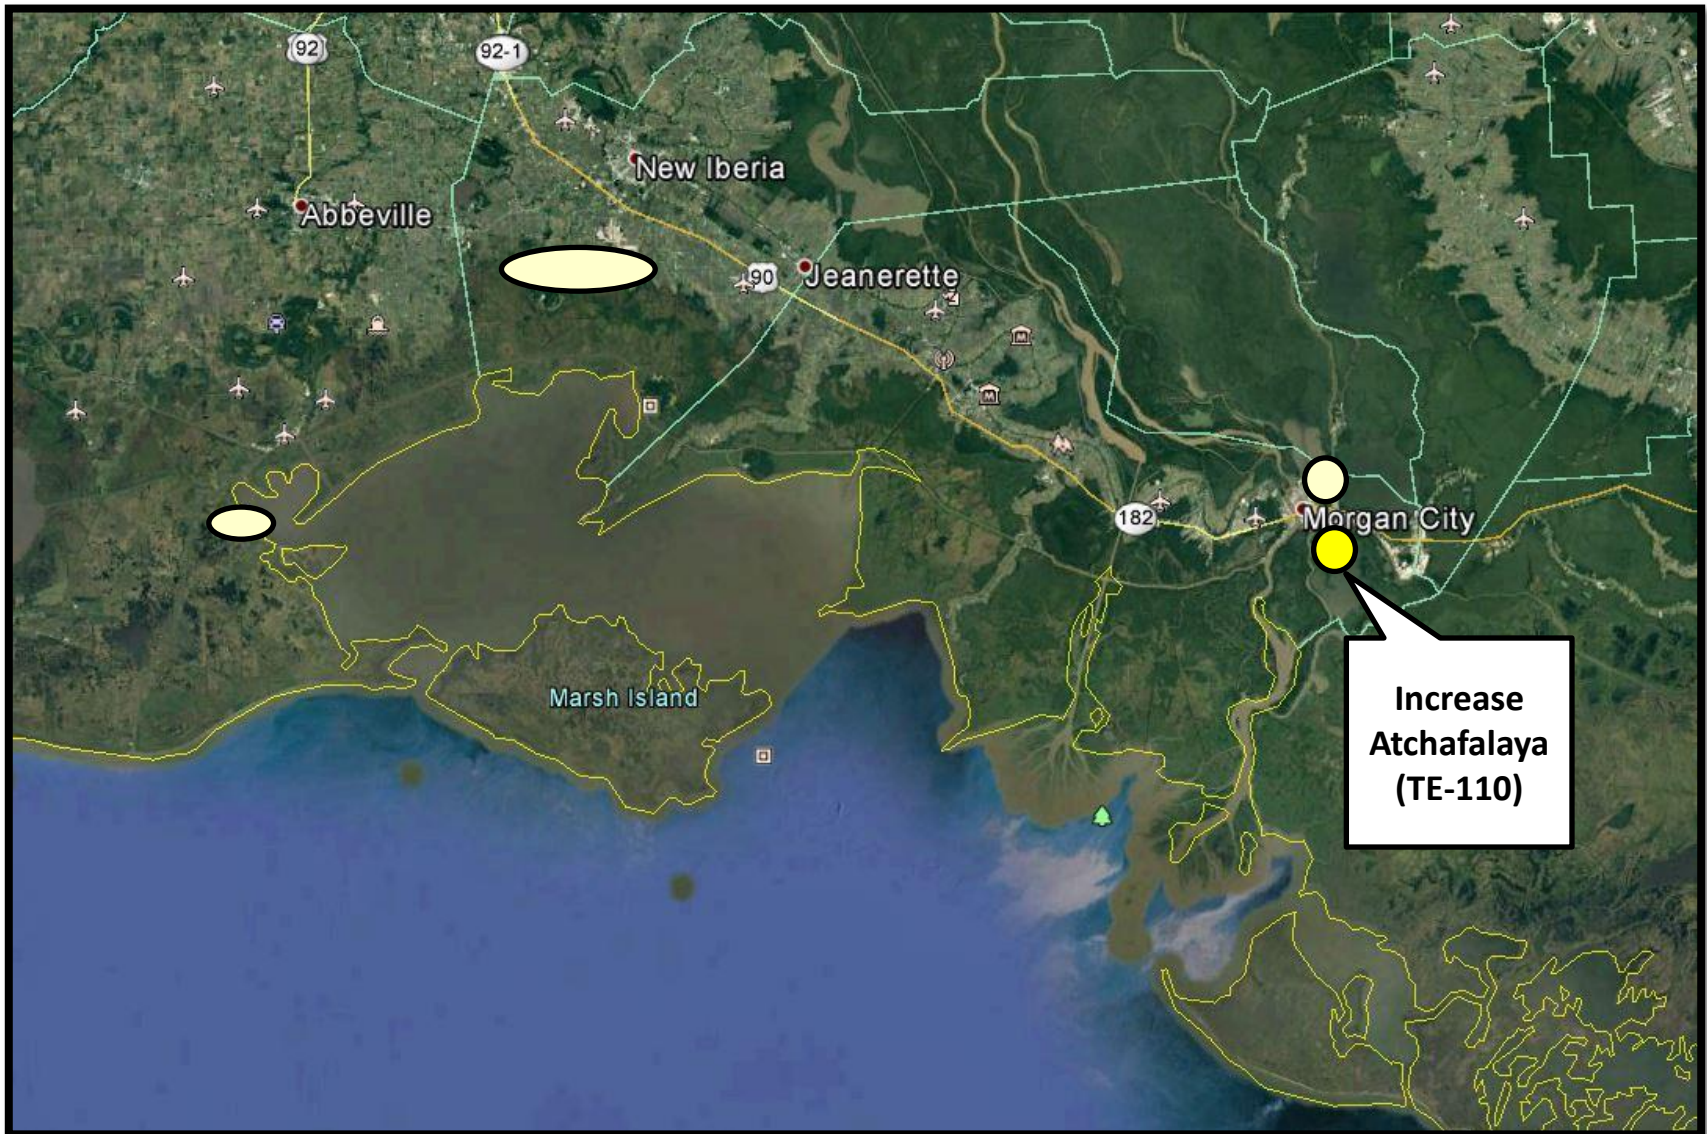 92
92-1
New Iberia
Abbeville
90
Jeanerette
182
Morgan City
Marsh Island
Increase
Atchafalaya
(TE-110)